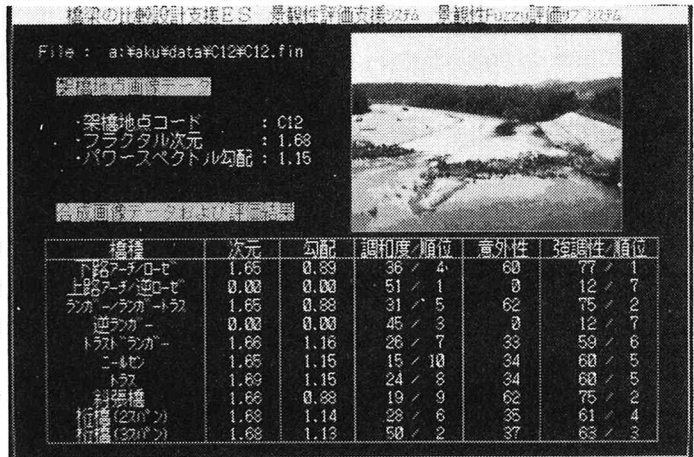 橋梁の比較設計支援ES 景観性評価支援システム 景観性Fuzzy評価サブシステム
File : a:¥aku¥data¥C12¥C12.fin
架橋地点画像データ
・架橋地点コード : C12
・フラクタル次元 : 1.68
・パワースペクトル勾配 : 1.15
合成画像データおよび評価結果
橋種 次元 勾配 調和度/順位 意外性 強調性/順位
下路アーチ/ローゼ 1.65 0.89 36 / 4 60 77 / 1
上路アーチ/逆ローゼ 0.00 0.00 51 / 1 0 12 / 7
ランガー/ランガートラス 1.65 0.88 31 / 5 62 75 / 2
逆ランガー 0.00 0.00 45 / 3 0 12 / 7
トラスドランガー 1.66 1.16 26 / 7 33 59 / 6
ニールセン 1.65 1.15 15 / 10 34 60 / 5
トラス 1.69 1.15 24 / 8 34 60 / 5
斜張橋 1.66 0.88 19 / 9 62 75 / 2
桁橋(2スパン) 1.68 1.14 28 / 6 35 61 / 4
桁橋(3スパン) 1.68 1.13 50 / 2 37 63 / 3